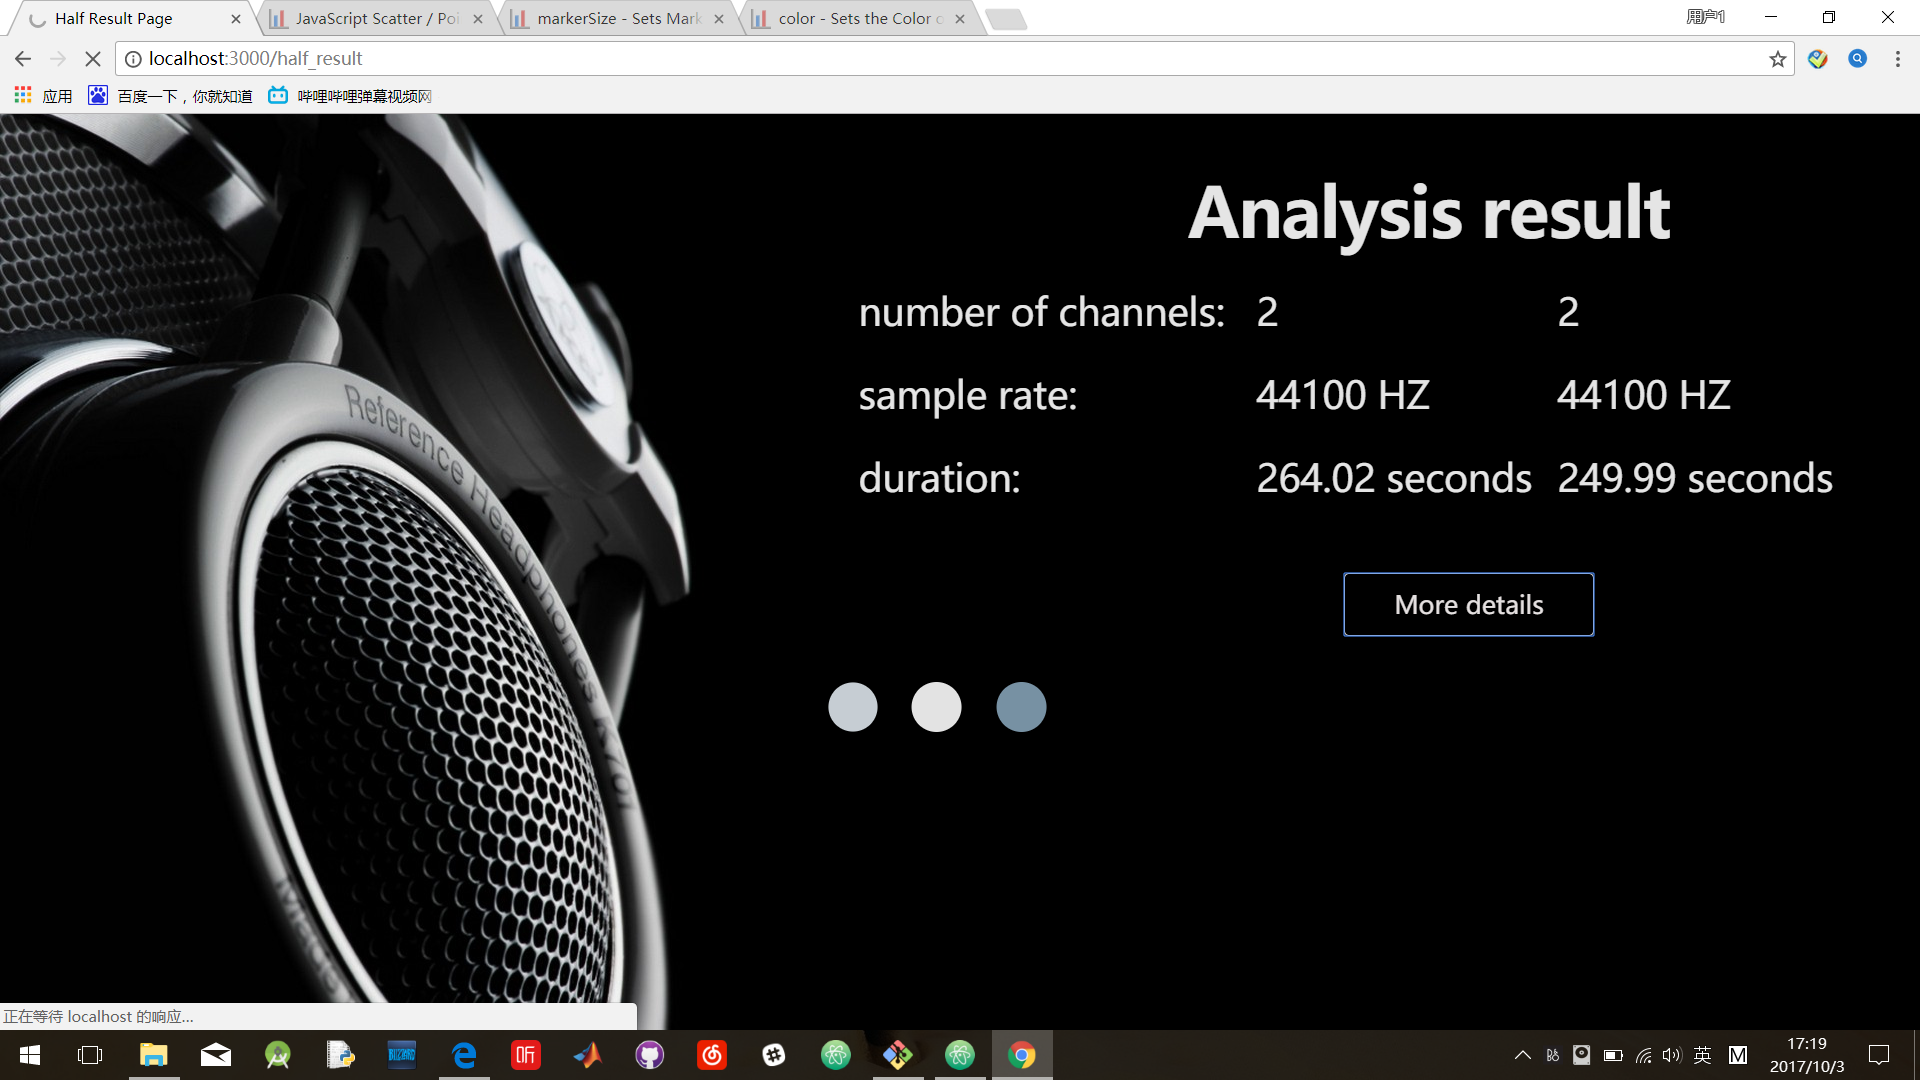 Half Result Page
JavaScript Scatter / Poi
markerSize - Sets Mark
color - Sets the Color o
用户1
localhost:3000/half_result
应用
百度一下，你就知道
哔哩哔哩弹幕视频网
Analysis result
number of channels: 2 2
sample rate: 44100 HZ 44100 HZ
duration: 264.02 seconds 249.99 seconds
More details
Reference Headphones K701
正在等待 localhost 的响应...
BLIZZARD
听
英
M
17:19
2017/10/3